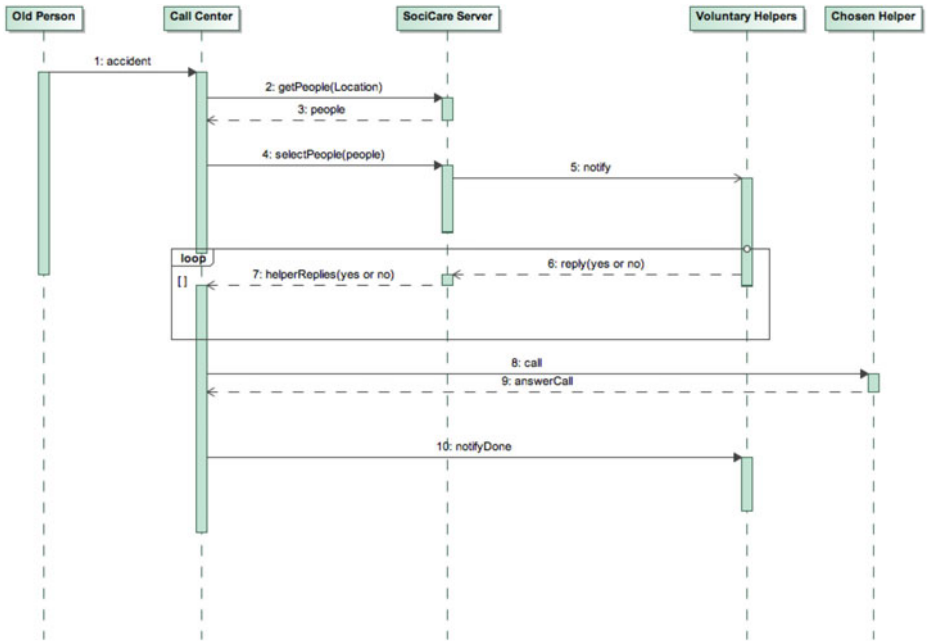 Old Person
Call Center
SociCare Server
Voluntary Helpers
Chosen Helper
1: accident
2: getPeople(Location)
3: people
4: selectPeople(people)
5: notify
loop
6: reply(yes or no)
7: helperReplies(yes or no)
[ ]
8: call
9: answerCall
10: notifyDone